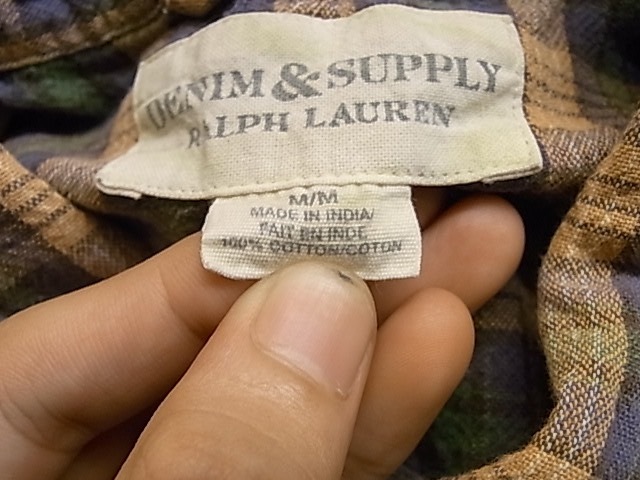 DENIM & SUPPLY
RALPH LAUREN
M/M
MADE IN INDIA/
FAIT EN INDE
100% COTTON/COTON